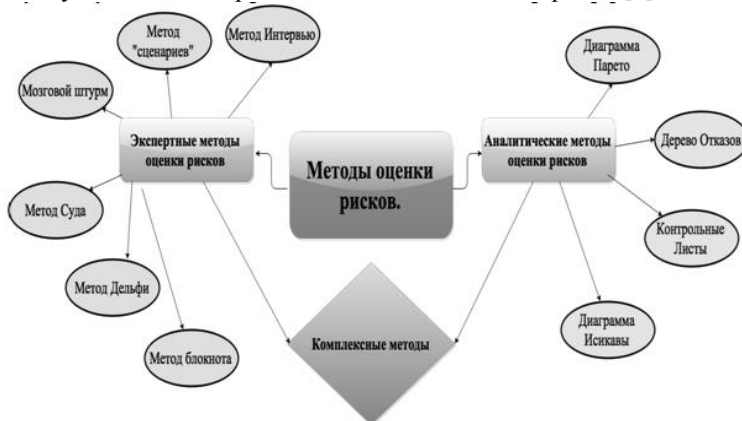 Метод
"сценариев"
Метод Интервью
Мозговой штурм
Экспертные методы
оценки рисков
Метод Суда
Метод Дельфи
Метод блокнота
Методы оценки
рисков.
Диаграмма
Парето
Аналитические методы
оценки рисков
Дерево Отказов
Контрольные
Листы
Диаграмма
Исикавы
Комплексные методы